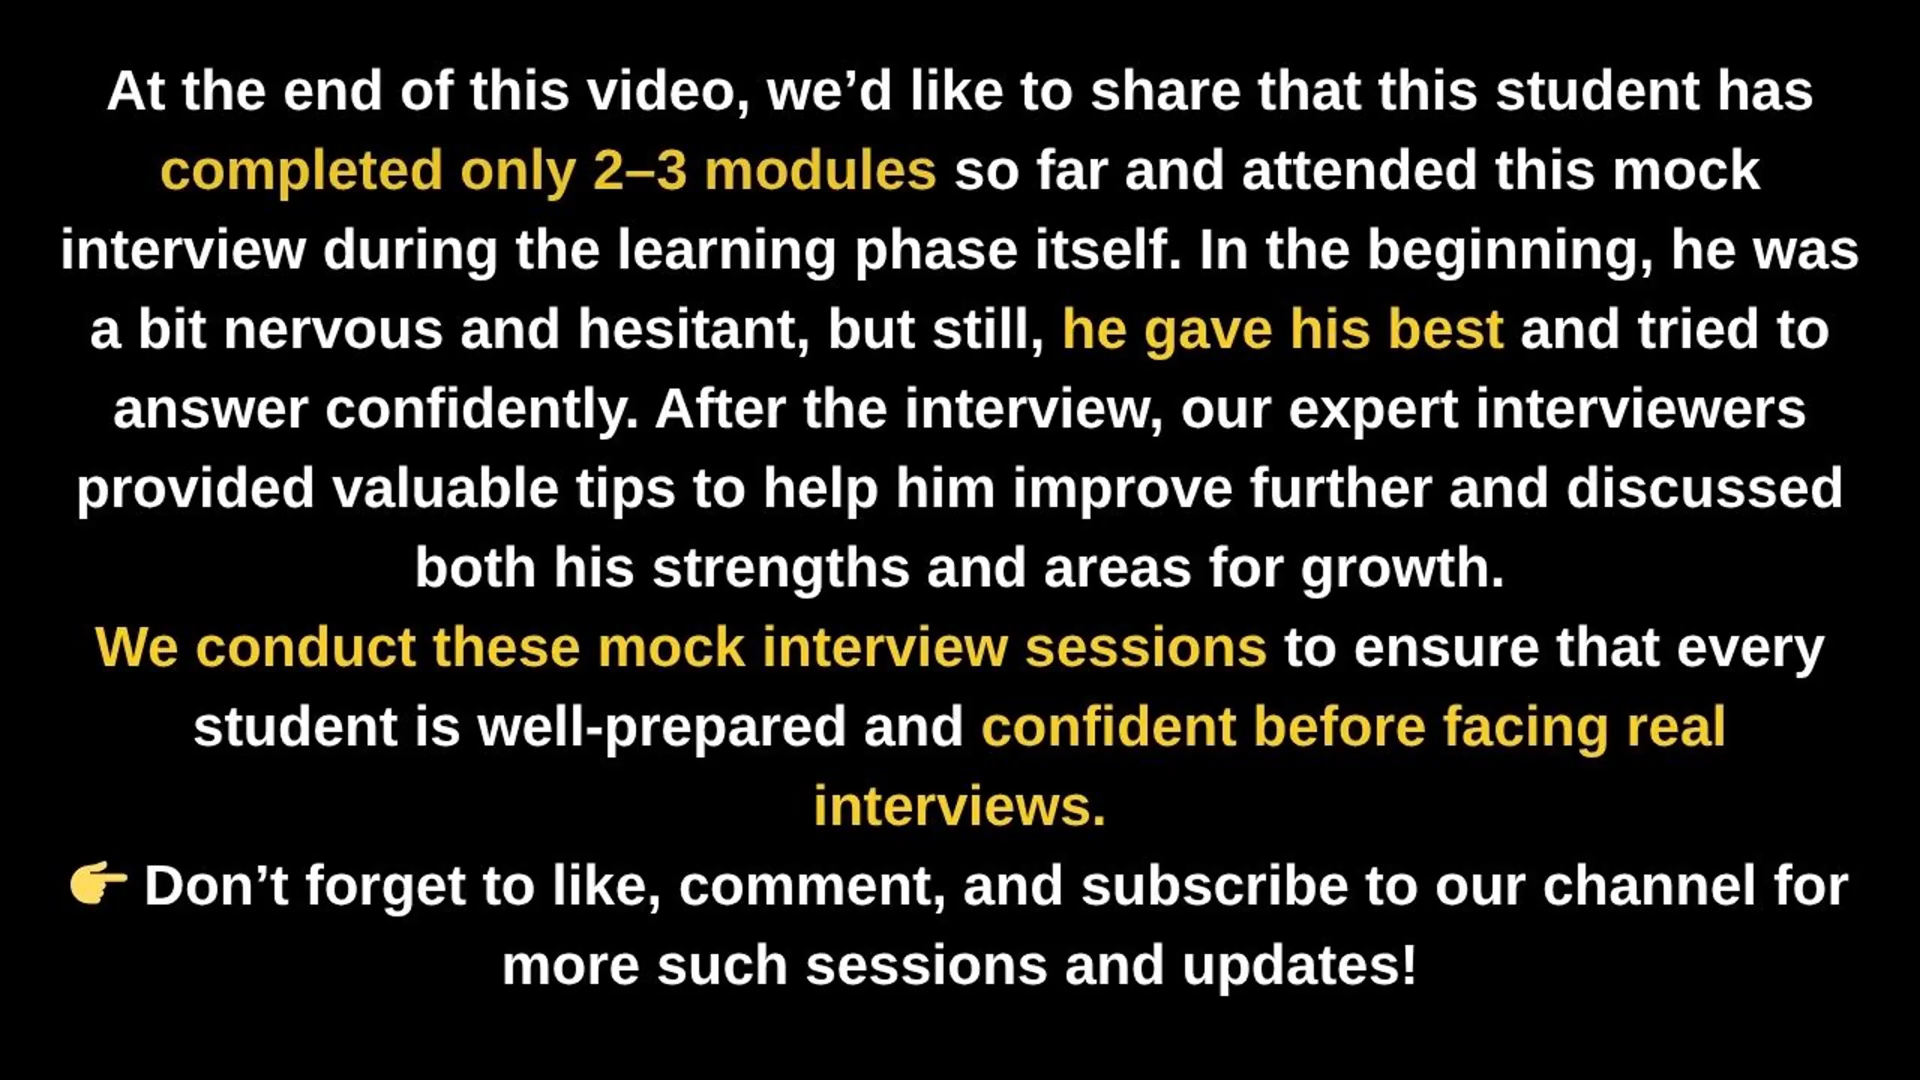 At the end of this video, we’d like to share that this student has
completed only 2–3 modules so far and attended this mock
interview during the learning phase itself. In the beginning, he was
a bit nervous and hesitant, but still, he gave his best and tried to
answer confidently. After the interview, our expert interviewers
provided valuable tips to help him improve further and discussed
both his strengths and areas for growth.
We conduct these mock interview sessions to ensure that every
student is well-prepared and confident before facing real
interviews.
👉 Don’t forget to like, comment, and subscribe to our channel for
more such sessions and updates!